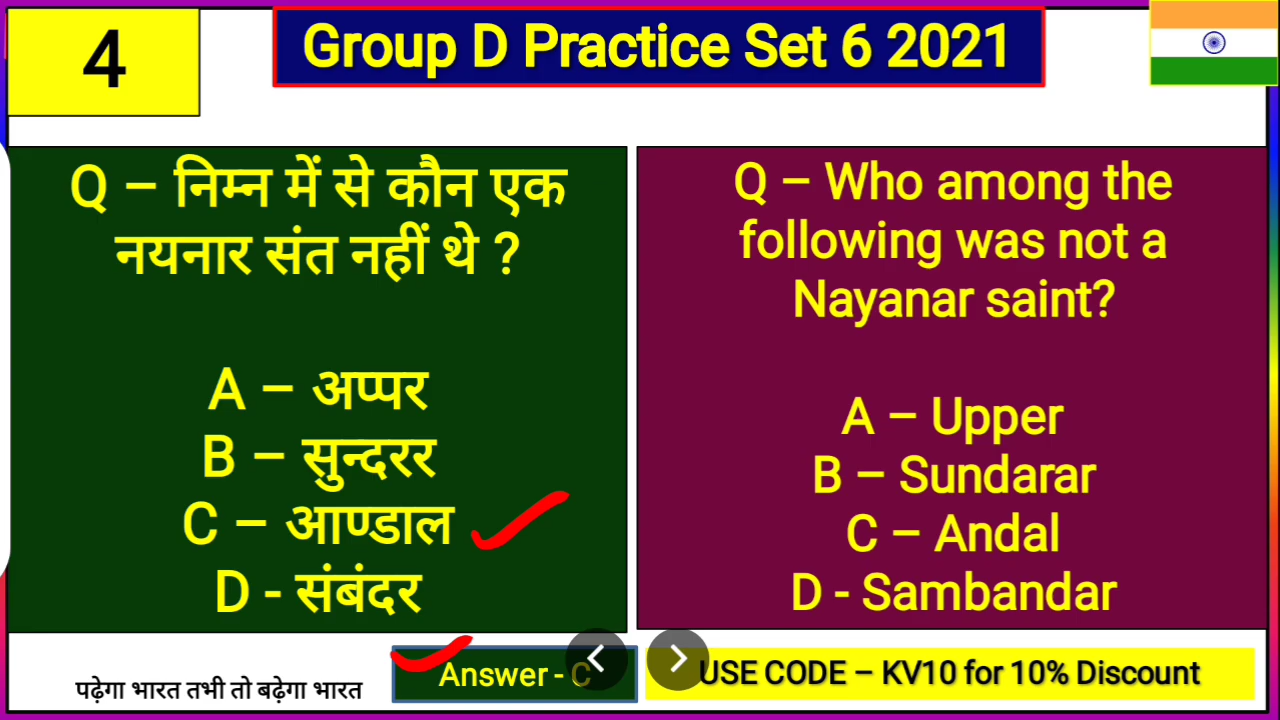 4
Group D Practice Set 6 2021
Q – निम्न में से कौन एक
नयनार संत नहीं थे ?
A – अप्पर
B – सुन्दरर
C – आण्डाल
D - संबंदर
Q – Who among the
following was not a
Nayanar saint?
A – Upper
B – Sundarar
C – Andal
D - Sambandar
पढ़ेगा भारत तभी तो बढ़ेगा भारत
Answer - C
USE CODE – KV10 for 10% Discount